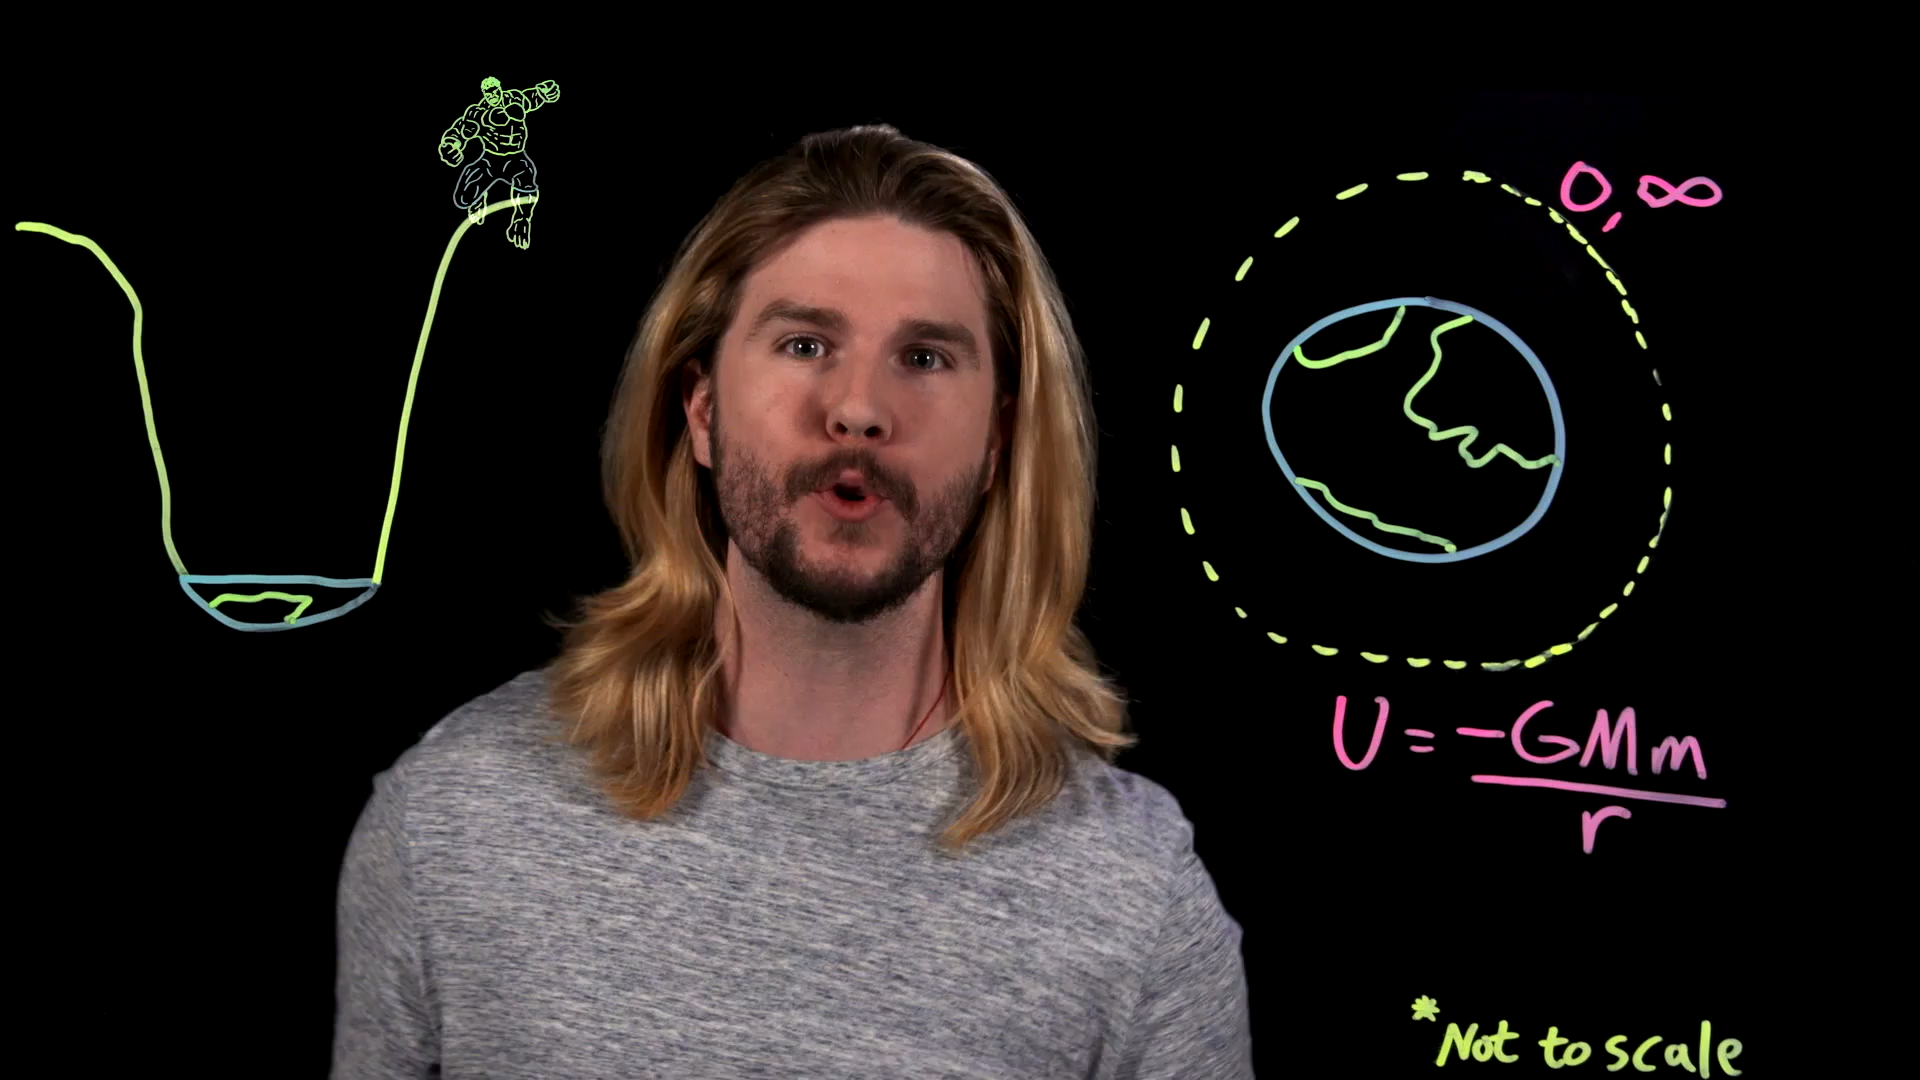 0, ∞
U = -GMm
r
*Not to scale